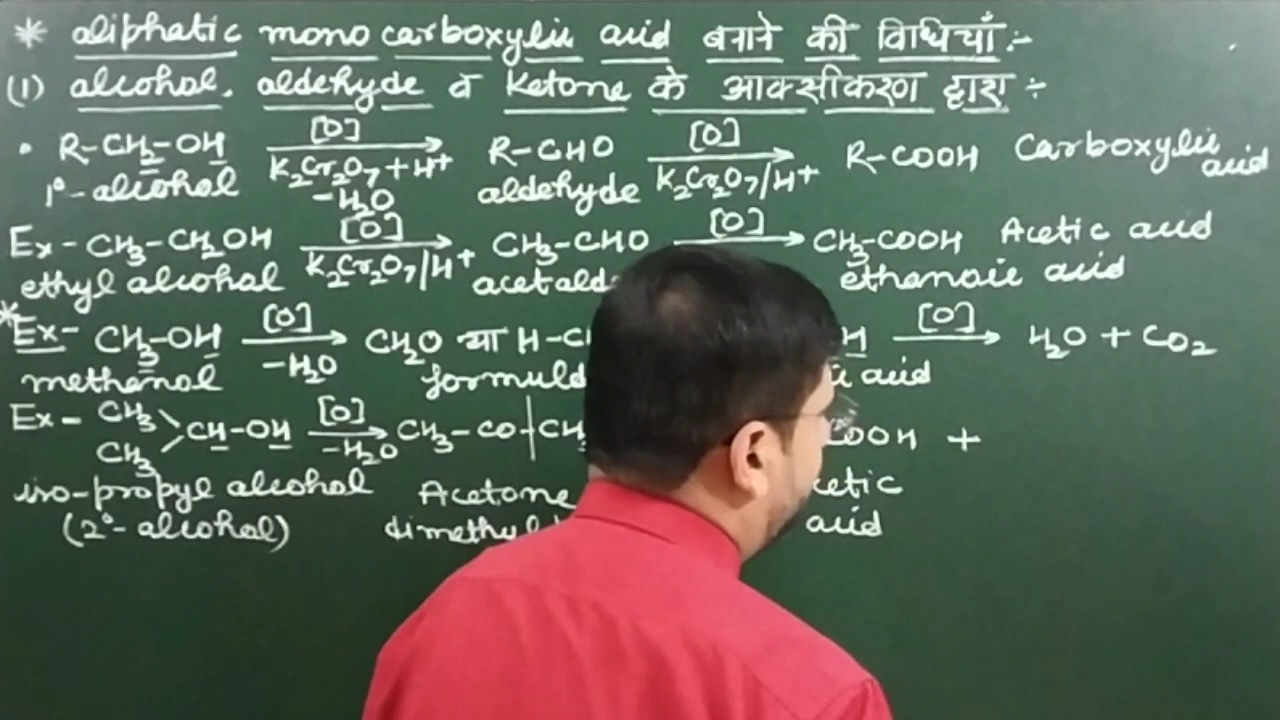 * aliphatic mono carboxylic acid बनाने की विधियाँ :-
(1) alcohol, aldehyde व Ketone के आक्सीकरण द्वारा ÷
• R-CH₂-OH [O] K₂Cr₂O₇+H⁺ -H₂O R-CHO [O] K₂Cr₂O₇/H⁺ R-COOH Carboxylic acid
1°-alcohol aldehyde
Ex- CH₃-CH₂OH [O] K₂Cr₂O₇/H⁺ CH₃-CHO [O] CH₃-COOH Acetic acid
ethyl alcohol ethanoic acid
* Ex- CH₃-OH [O] -H₂O CH₂O या [O] H₂O + CO₂
methanol acid
Ex- CH₃ CH₃ CH-OH [O] -H₂O CH₃-CO + 
iso-propyl alcohol Acetone
(2°-alcohol) acid